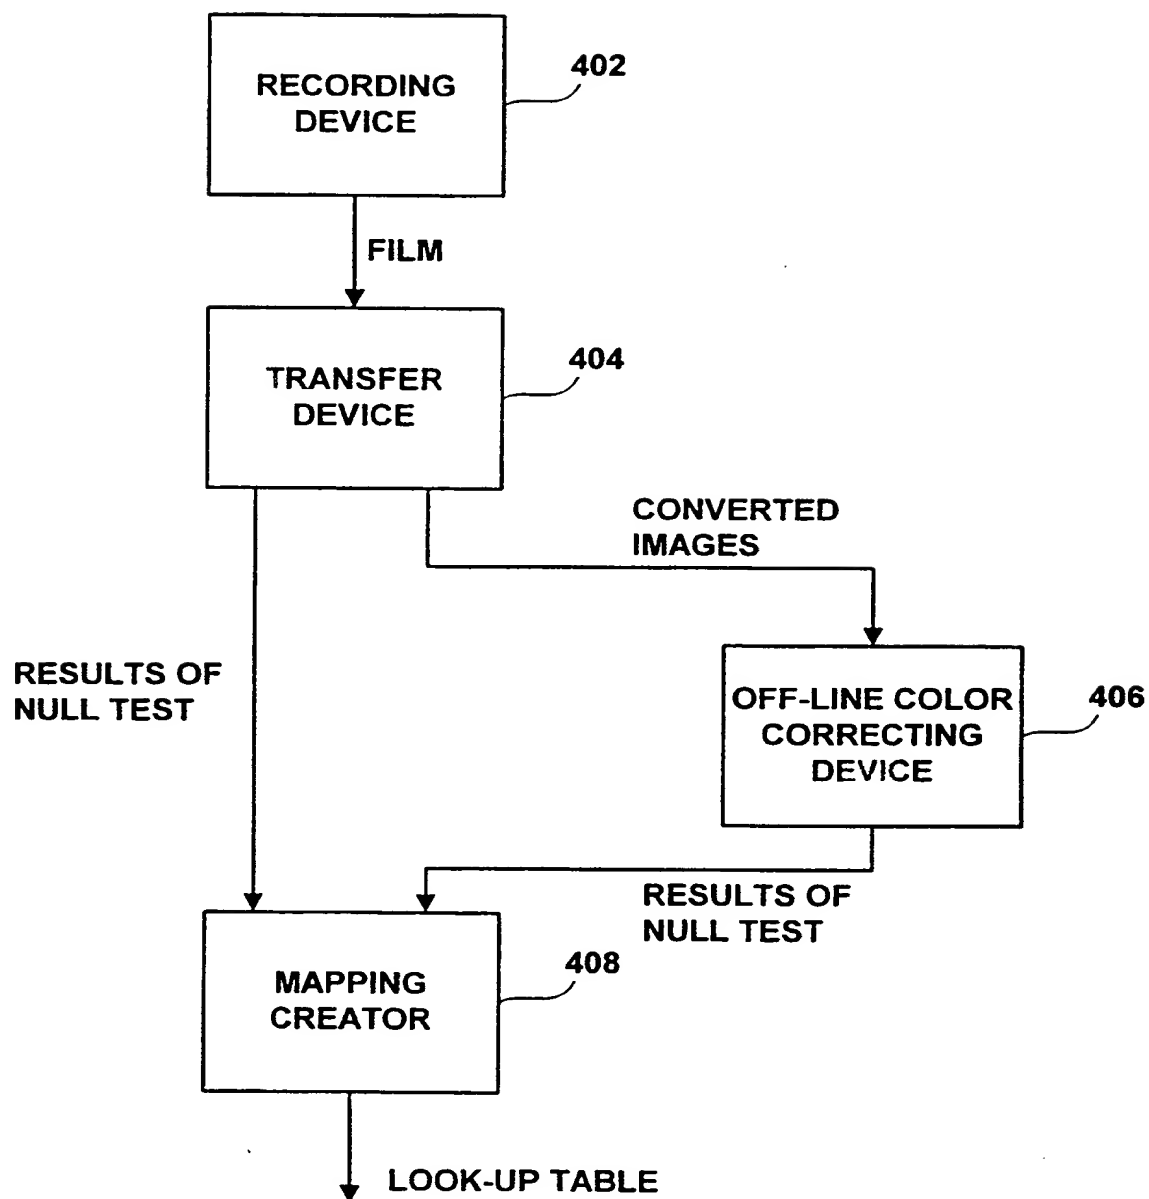 RECORDING
DEVICE
402
FILM
TRANSFER
DEVICE
404
CONVERTED
IMAGES
RESULTS OF
NULL TEST
OFF-LINE COLOR
CORRECTING
DEVICE
406
RESULTS OF
NULL TEST
MAPPING
CREATOR
408
LOOK-UP TABLE